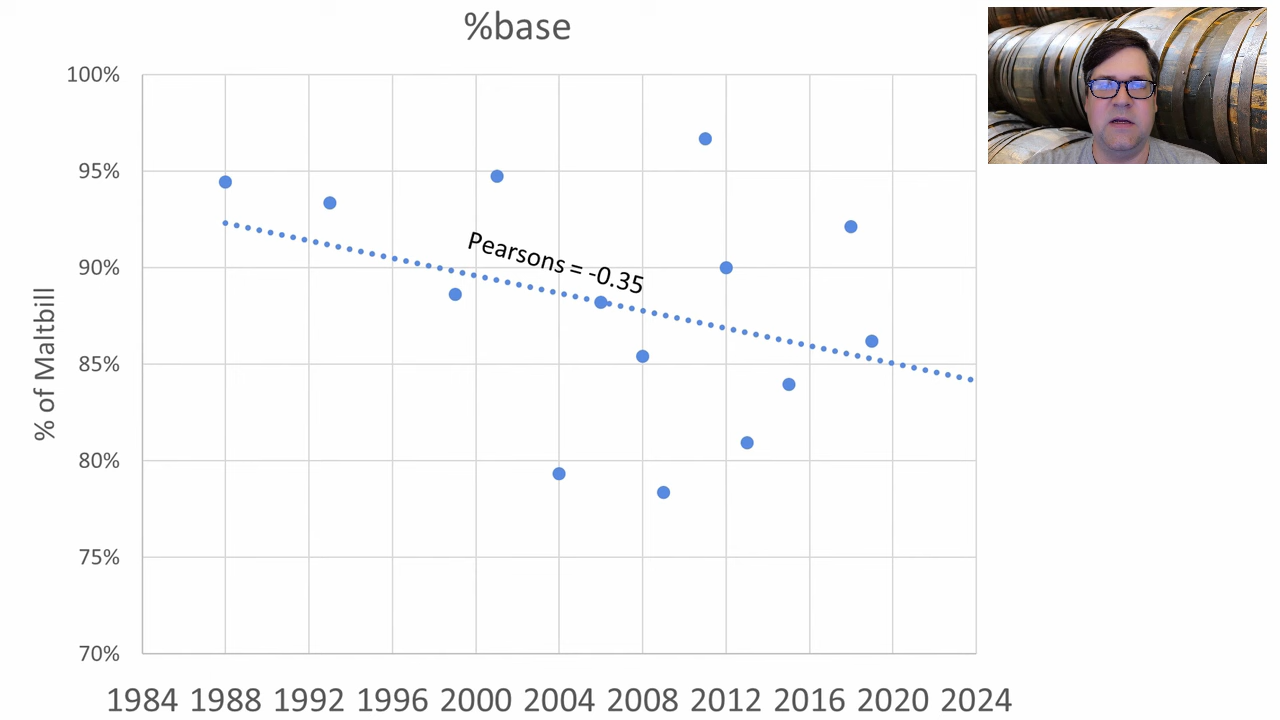 %base
100%
95%
90%
85%
80%
75%
70%
% of Maltbill
Pearsons = -0.35
1984 1988 1992 1996 2000 2004 2008 2012 2016 2020 2024